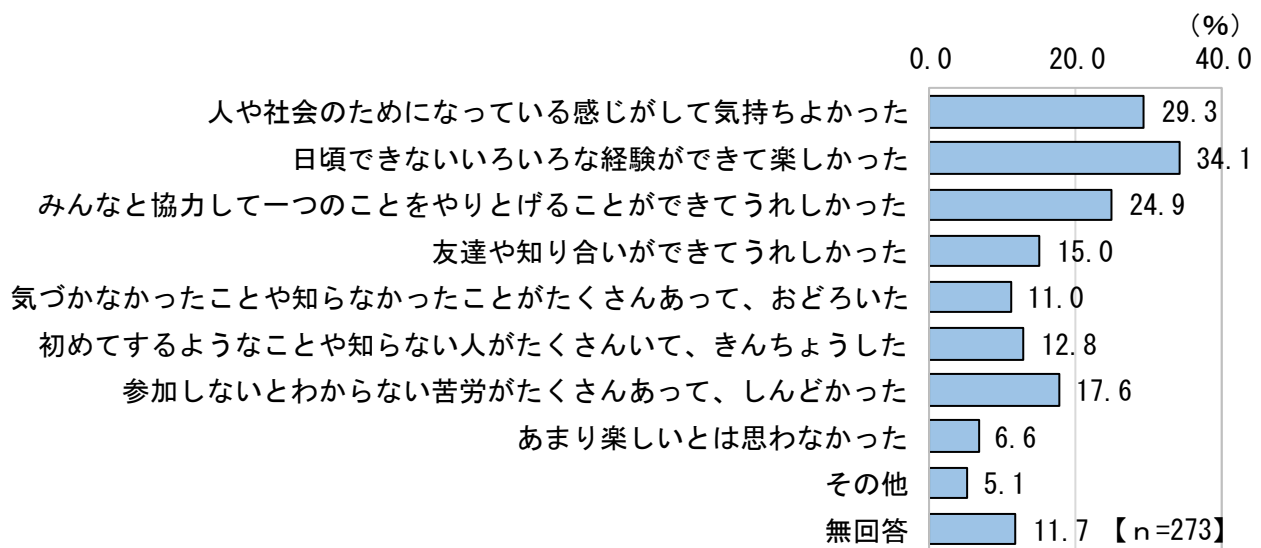 (％)
0.0 20.0 40.0
人や社会のためになっている感じがして気持ちよかった 29.3
日頃できないいろいろな経験ができて楽しかった 34.1
みんなと協力して一つのことをやりとげることができてうれしかった 24.9
友達や知り合いができてうれしかった 15.0
気づかなかったことや知らなかったことがたくさんあって、おどろいた 11.0
初めてするようなことや知らない人がたくさんいて、きんちょうした 12.8
参加しないとわからない苦労がたくさんあって、しんどかった 17.6
あまり楽しいとは思わなかった 6.6
その他 5.1
無回答 11.7 【ｎ=273】